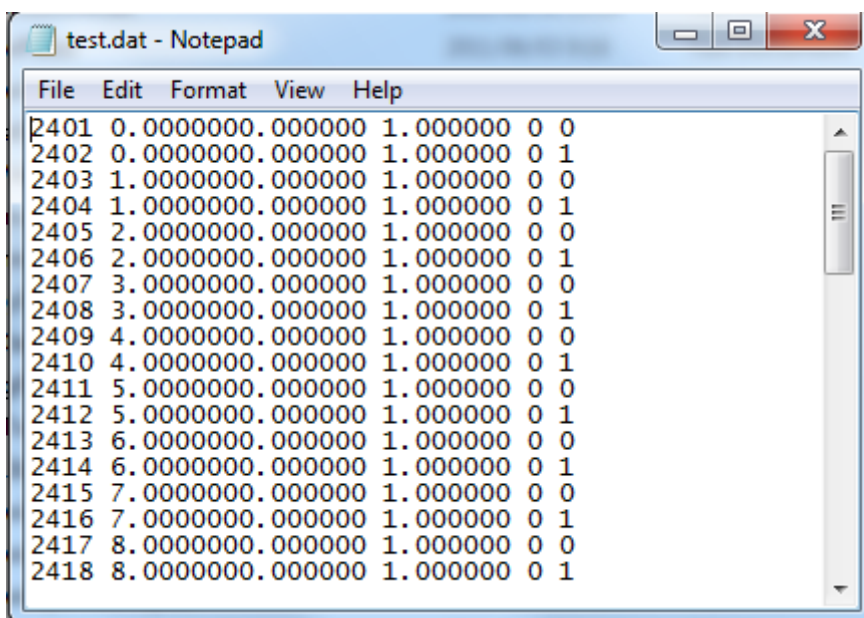 test.dat - Notepad
File Edit Format View Help
2401 0.0000000.000000 1.000000 0 0
2402 0.0000000.000000 1.000000 0 1
2403 1.0000000.000000 1.000000 0 0
2404 1.0000000.000000 1.000000 0 1
2405 2.0000000.000000 1.000000 0 0
2406 2.0000000.000000 1.000000 0 1
2407 3.0000000.000000 1.000000 0 0
2408 3.0000000.000000 1.000000 0 1
2409 4.0000000.000000 1.000000 0 0
2410 4.0000000.000000 1.000000 0 1
2411 5.0000000.000000 1.000000 0 0
2412 5.0000000.000000 1.000000 0 1
2413 6.0000000.000000 1.000000 0 0
2414 6.0000000.000000 1.000000 0 1
2415 7.0000000.000000 1.000000 0 0
2416 7.0000000.000000 1.000000 0 1
2417 8.0000000.000000 1.000000 0 0
2418 8.0000000.000000 1.000000 0 1